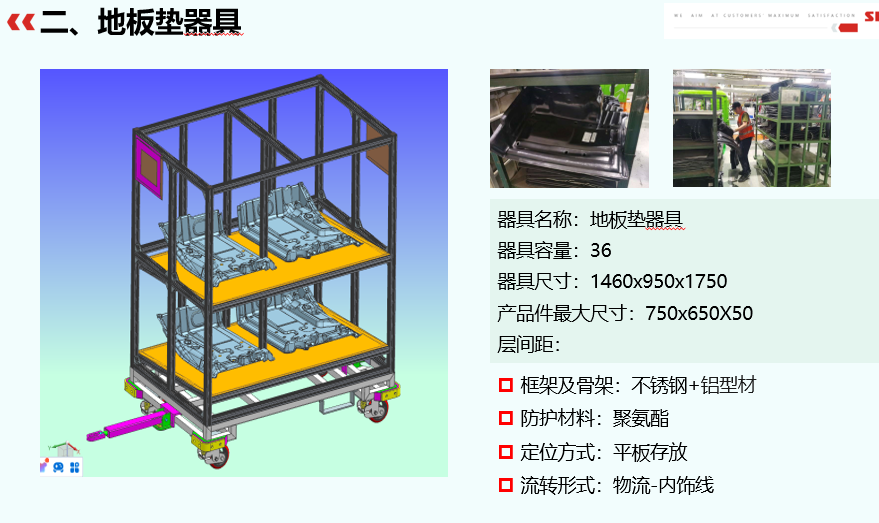 二、地板垫器具
WE AIM AT CUSTOMERS MAXIMUM SATISFACTION
SI
器具名称：地板垫器具
器具容量：36
器具尺寸：1460x950x1750
产品件最大尺寸：750x650X50
层间距：
框架及骨架：不锈钢+铝型材
防护材料：聚氨酯
定位方式：平板存放
流转形式：物流-内饰线